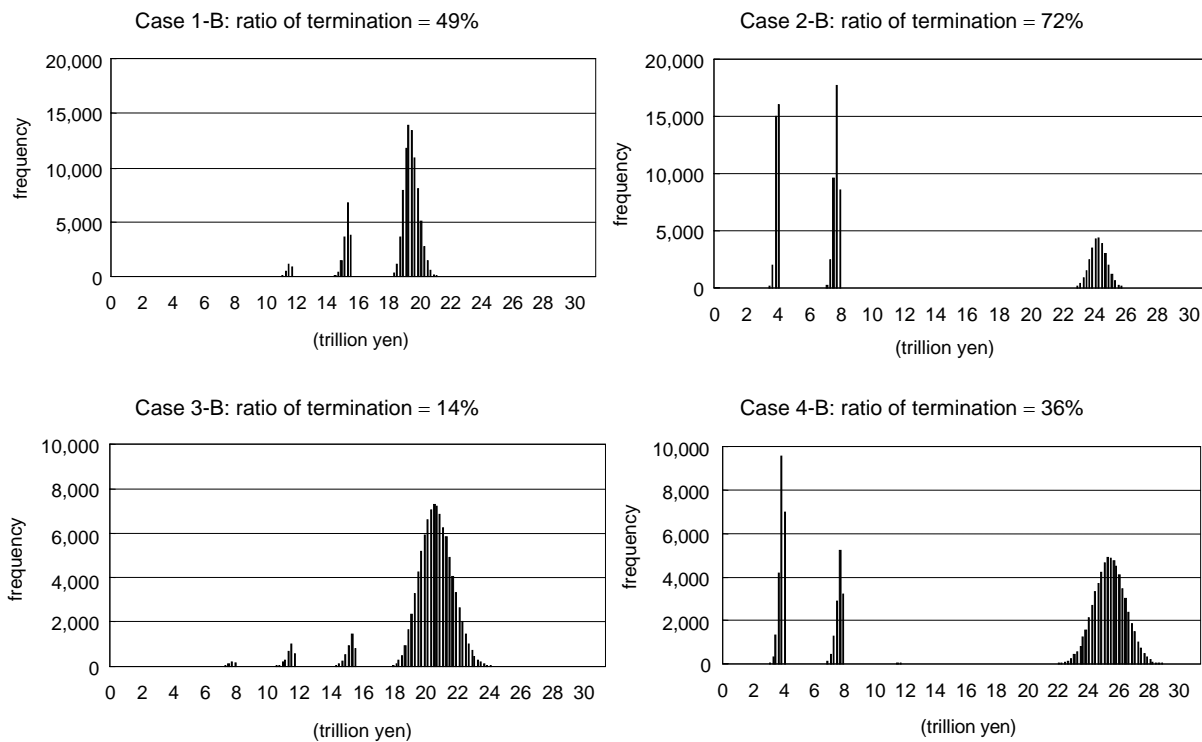 Case 1-B: ratio of termination = 49%
20,000
15,000
10,000
5,000
0
frequency
0 2 4 6 8 10 12 14 16 18 20 22 24 26 28 30
(trillion yen)
Case 2-B: ratio of termination = 72%
20,000
15,000
10,000
5,000
0
frequency
0 2 4 6 8 10 12 14 16 18 20 22 24 26 28 30
(trillion yen)
Case 3-B: ratio of termination = 14%
10,000
8,000
6,000
4,000
2,000
0
frequency
0 2 4 6 8 10 12 14 16 18 20 22 24 26 28 30
(trillion yen)
Case 4-B: ratio of termination = 36%
10,000
8,000
6,000
4,000
2,000
0
frequency
0 2 4 6 8 10 12 14 16 18 20 22 24 26 28 30
(trillion yen)